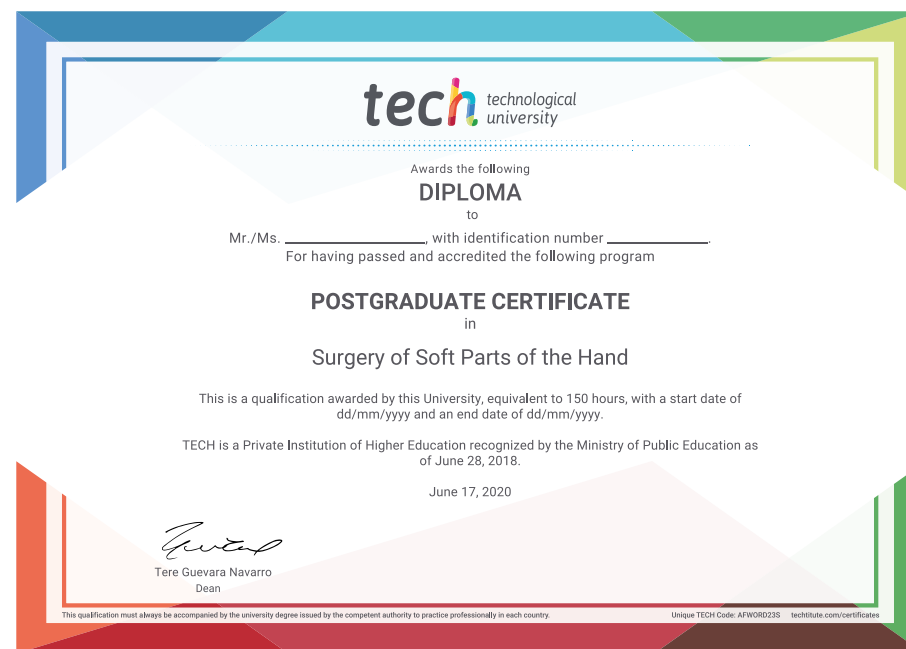 tech technological
university
Awards the following
DIPLOMA
to
Mr./Ms. ____________________, with identification number ______________.
For having passed and accredited the following program
POSTGRADUATE CERTIFICATE
in
Surgery of Soft Parts of the Hand
This is a qualification awarded by this University, equivalent to 150 hours, with a start date of
dd/mm/yyyy and an end date of dd/mm/yyyy.
TECH is a Private Institution of Higher Education recognized by the Ministry of Public Education as
of June 28, 2018.
June 17, 2020
Tere Guevara Navarro
Dean
This qualification must always be accompanied by the university degree issued by the competent authority to practice professionally in each country. Unique TECH Code: AFWORD23S techtitute.com/certificates